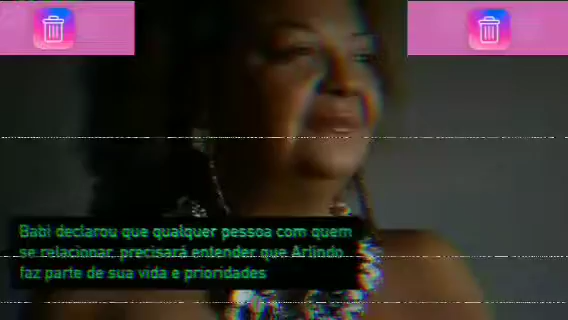 Babi declarou que qualquer pessoa com quem
se relacionar, precisará entender que Arlindo
faz parte de sua vida e prioridades